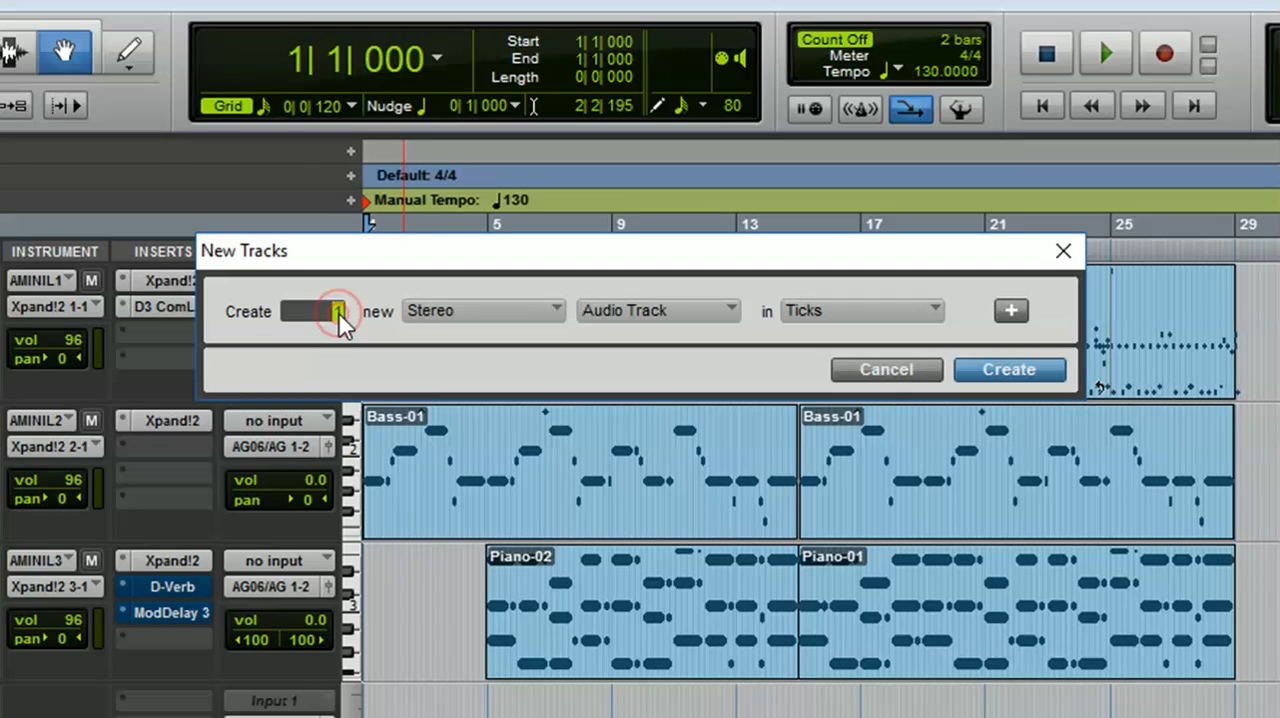 1| 1| 000
Start 1| 1| 000
End 1| 1| 000
Length 0| 0| 000
Grid 0| 0| 120 Nudge 0| 1| 000 2| 2| 195 80
Count Off 2 bars
Meter 4/4
Tempo 130.0000
Default: 4/4
Manual Tempo: 130
5 9 13 17 21 25 29
INSTRUMENT INSERTS
New Tracks
Create 1 new Stereo Audio Track in Ticks
Cancel Create
AMINIL1 M Xpand!2
Xpand!2 1-1 D3 ComL
vol 96
pan 0
AMINIL2 M Xpand!2 no input
Xpand!2 2-1 AG06/AG 1-2
vol 96 vol 0.0
pan 0 pan 0
2
Bass-01 Bass-01
AMINIL3 M Xpand!2 no input
Xpand!2 3-1 D-Verb AG06/AG 1-2
ModDelay 3
vol 96 vol 0.0
pan 0 100 100
3
Piano-02 Piano-01
Input 1